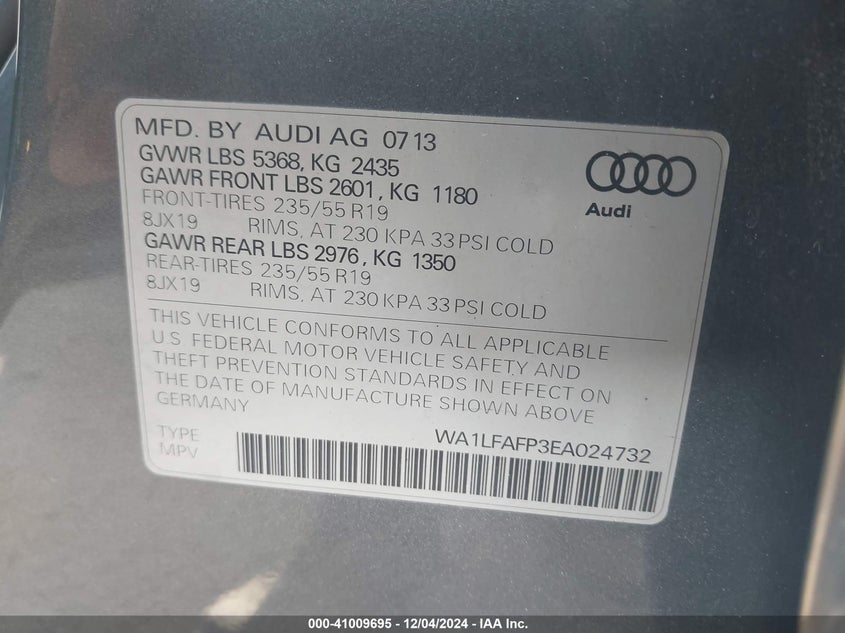 MFD. BY AUDI AG 07 13
GVWR LBS 5368, KG 2435
GAWR FRONT LBS 2601, KG 1180
FRONT-TIRES 235/55 R19
8JX19 RIMS, AT 230 KPA 33 PSI COLD
GAWR REAR LBS 2976, KG 1350
REAR-TIRES 235/55 R19
8JX19 RIMS, AT 230 KPA 33 PSI COLD
Audi
THIS VEHICLE CONFORMS TO ALL APPLICABLE
U.S. FEDERAL MOTOR VEHICLE SAFETY AND
THEFT PREVENTION STANDARDS IN EFFECT ON
THE DATE OF MANUFACTURE SHOWN ABOVE
GERMANY
TYPE WA1LFAFP3EA024732
MPV
000-41009695 - 12/04/2024 - IAA Inc.